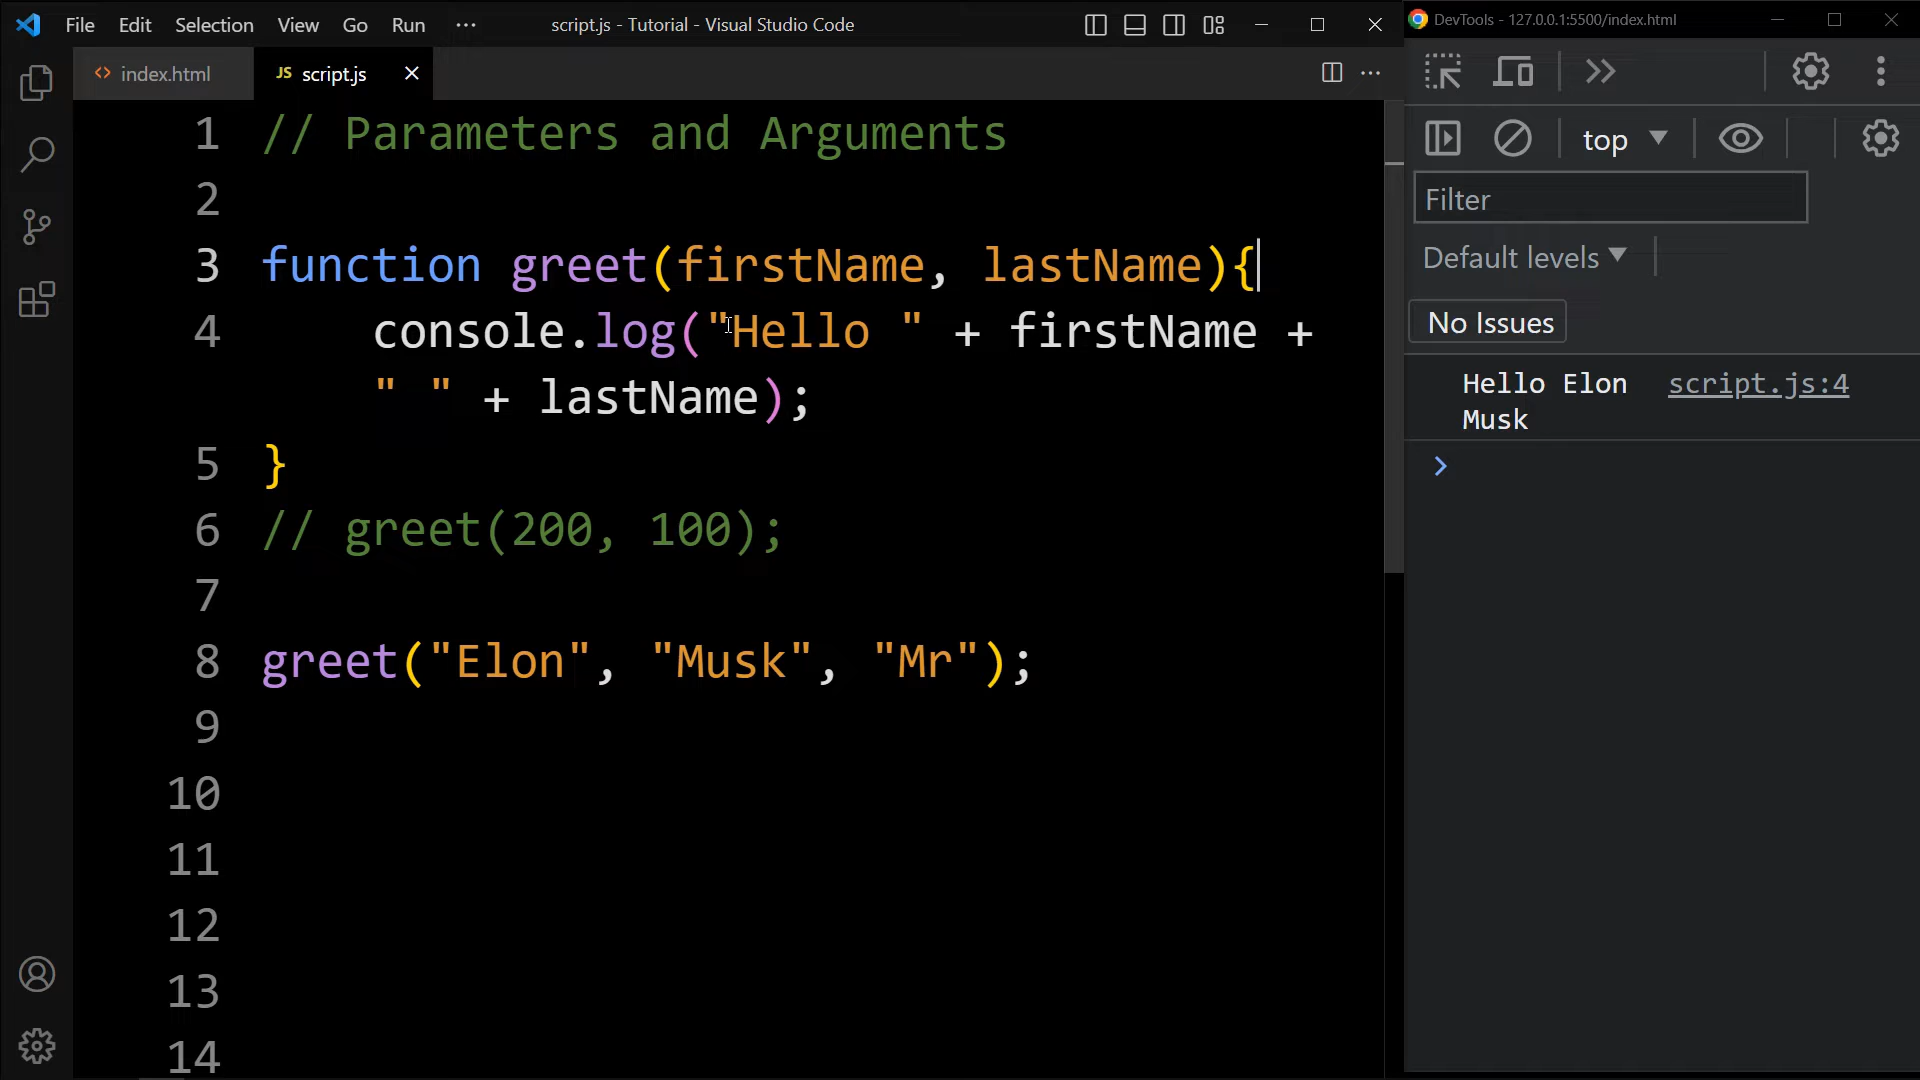 File Edit Selection View Go Run ··· script.js - Tutorial - Visual Studio Code
DevTools - 127.0.0.1:5500/index.html
<> index.html JS script.js
top
Filter
Default levels
No Issues
1 // Parameters and Arguments
2
3 function greet(firstName, lastName){
4     console.log("Hello " + firstName +
    " " + lastName);
5 }
6 // greet(200, 100);
7
8 greet("Elon", "Musk", "Mr");
9
10
11
12
13
14
Hello Elon script.js:4
Musk